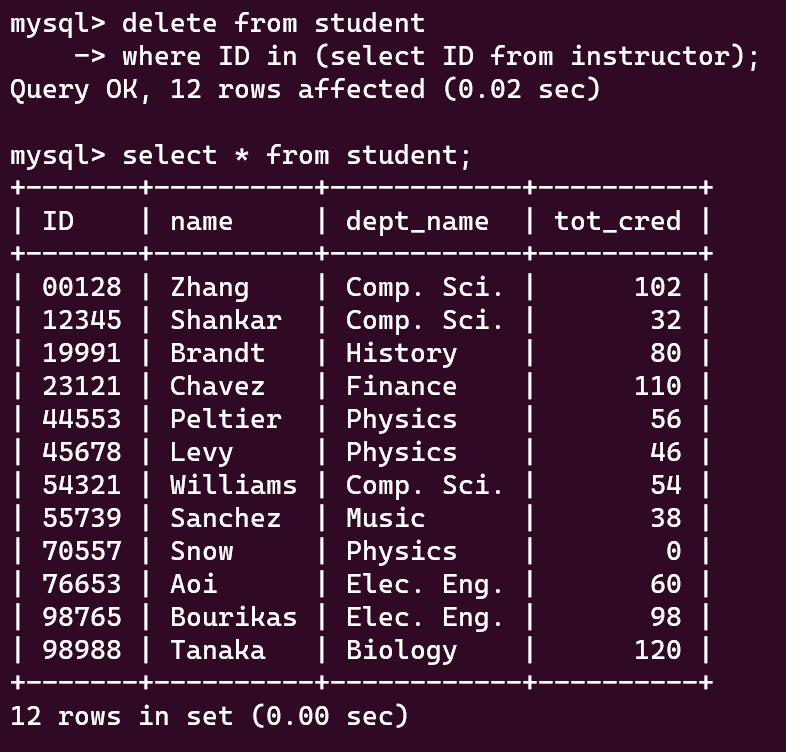 mysql> delete from student
    -> where ID in (select ID from instructor);
Query OK, 12 rows affected (0.02 sec)

mysql> select * from student;
+-------+----------+------------+----------+
| ID    | name     | dept_name  | tot_cred |
+-------+----------+------------+----------+
| 00128 | Zhang    | Comp. Sci. |      102 |
| 12345 | Shankar  | Comp. Sci. |       32 |
| 19991 | Brandt   | History    |       80 |
| 23121 | Chavez   | Finance    |      110 |
| 44553 | Peltier  | Physics    |       56 |
| 45678 | Levy     | Physics    |       46 |
| 54321 | Williams | Comp. Sci. |       54 |
| 55739 | Sanchez  | Music      |       38 |
| 70557 | Snow     | Physics    |        0 |
| 76653 | Aoi      | Elec. Eng. |       60 |
| 98765 | Bourikas | Elec. Eng. |       98 |
| 98988 | Tanaka   | Biology    |      120 |
+-------+----------+------------+----------+
12 rows in set (0.00 sec)